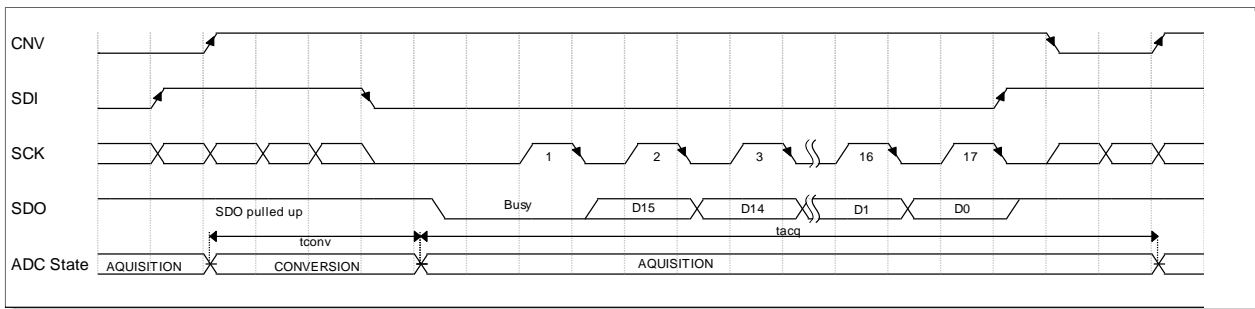 CNV
SDI
SCK
1 2 3 16 17
SDO
SDO pulled up
Busy
D15 D14 D1 D0
tconv
tacq
ADC State
AQUISITION CONVERSION AQUISITION